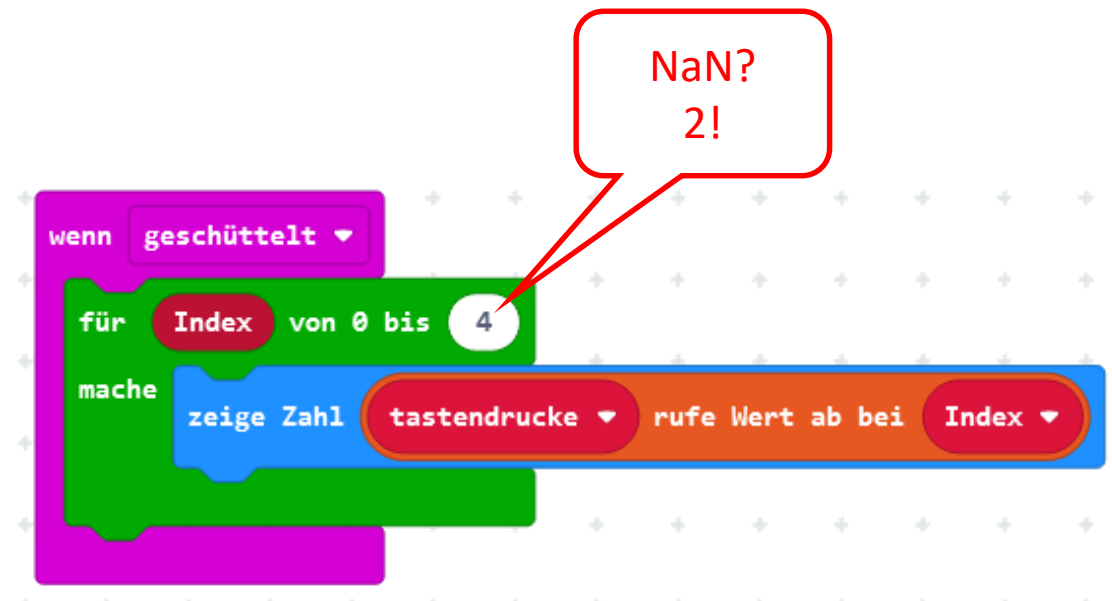 NaN?
2!
wenn geschüttelt
für Index von 0 bis 4
mache
zeige Zahl tastendrucke rufe Wert ab bei Index